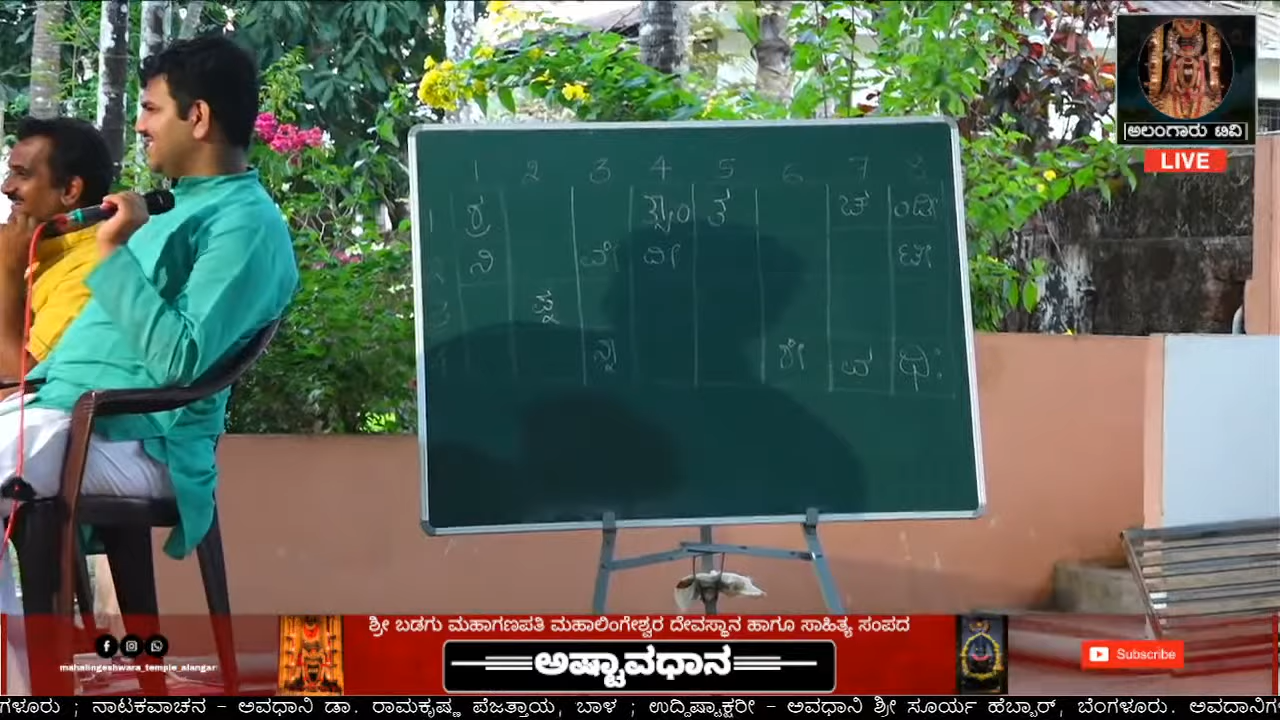 ಅಲಂಗಾರು ಟಿವಿ
LIVE
1 2 3 4 5 6 7 8
ತ ಚ ಂಡಿ
ನಿ ವೇ ದೀ
ಶೇ ವ ಧಿಃ
ಶ್ರೀ ಬಡಗು ಮಹಾಗಣಪತಿ ಮಹಾಲಿಂಗೇಶ್ವರ ದೇವಸ್ಥಾನ ಹಾಗೂ ಸಾಹಿತ್ಯ ಸಂಪದ
ಅಷ್ಟಾವಧಾನ
mahalingeshwara_temple_alangar
Subscribe
ಗಳೂರು ; ನಾಟಕವಾಚನ - ಅವಧಾನಿ ಡಾ. ರಾಮಕೃಷ್ಣ ಪೆಜತ್ತಾಯ, ಬಾಳ ; ಉದ್ದಿಷ್ಟಾಕ್ಷರೀ - ಅವಧಾನಿ ಶ್ರೀ ಸೂರ್ಯ ಹೆಬ್ಬಾರ್, ಬೆಂಗಳೂರು. ಅವದಾನಿಗ